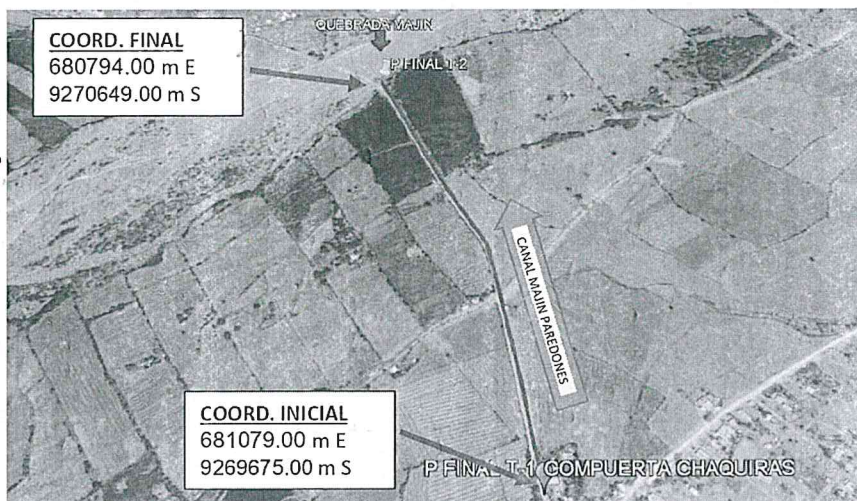 QUEBRADA MAJIN
COORD. FINAL
680794.00 m E
9270649.00 m S
P FINAL T-2
CANAL MAJIN PAREDONES
COORD. INICIAL
681079.00 m E
9269675.00 m S
P FINAL T-1 COMPUERTA CHAQUIRAS